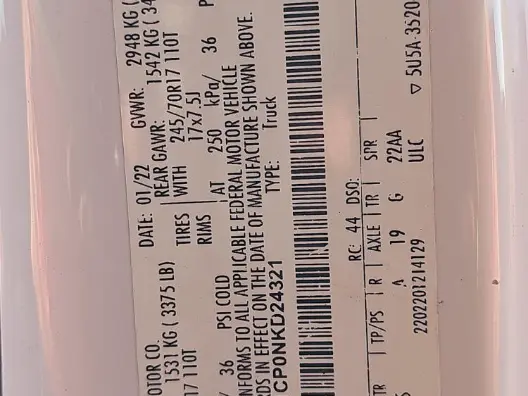 OTOR CO. DATE: 01/22 GVWR: 2948 KG (
1531 KG ( 3375 LB) REAR GAWR: 1542 KG ( 34
17 110T TIRES WITH 245/70R17 110T
RIMS 17x7.5J
/ 36 PSI COLD AT 250 kPa/ 36 P
NFORMS TO ALL APPLICABLE FEDERAL MOTOR VEHICLE
RDS IN EFFECT ON THE DATE OF MANUFACTURE SHOWN ABOVE.
CP0NKD24321 TYPE: Truck
RC: 44 DSO:
TR TP/PS R AXLE TR SPR
A 19 G 22AA
2202201214129 ULC
▽ 5U5A-3520